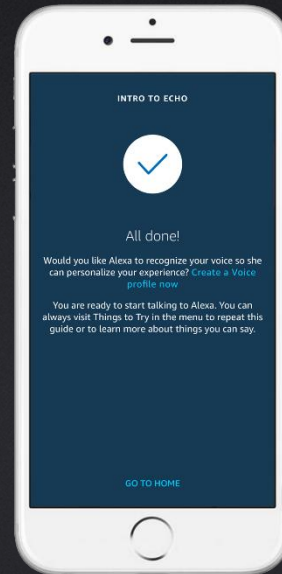 INTRO TO ECHO
All done!
Would you like Alexa to recognize your voice so she
can personalize your experience? Create a Voice
profile now
You are ready to start talking to Alexa. You can
always visit Things to Try in the menu to repeat this
guide or to learn more about things you can say.
GO TO HOME